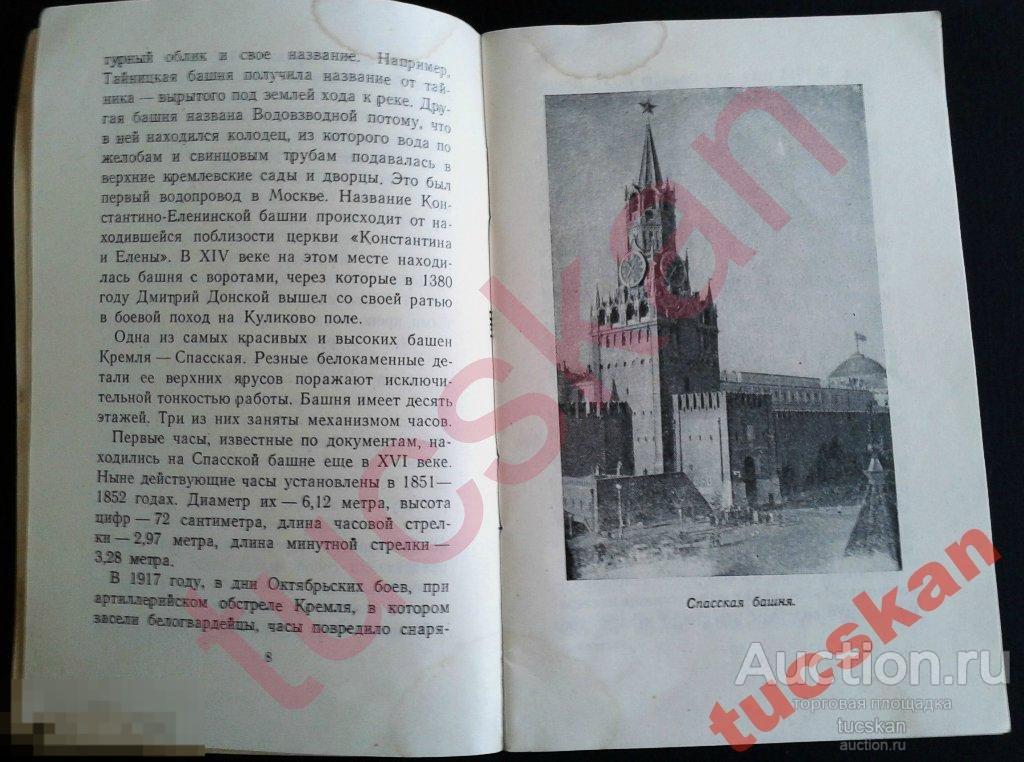 турный облик и свое название. Например,
Тайницкая башня получила название от тай-
ника — вырытого под землей хода к реке. Дру-
гая башня названа Водовзводной потому, что
в ней находился колодец, из которого вода по
желобам и свинцовым трубам подавалась в
верхние кремлевские сады и дворцы. Это был
первый водопровод в Москве. Название Кон-
стантино-Еленинской башни происходит от на-
ходившейся поблизости церкви «Константина
и Елены». В XIV веке на этом месте находи-
лась башня с воротами, через которые в 1380
году Дмитрий Донской вышел со своей ратью
в боевой поход на Куликово поле.
Одна из самых красивых и высоких башен
Кремля — Спасская. Резные белокаменные де-
тали ее верхних ярусов поражают исключи-
тельной тонкостью работы. Башня имеет десять
этажей. Три из них заняты механизмом часов.
Первые часы, известные по документам, на-
ходились на Спасской башне еще в XVI веке.
Ныне действующие часы установлены в 1851—
1852 годах. Диаметр их — 6,12 метра, высота
цифр — 72 сантиметра, длина часовой стрел-
ки — 2,97 метра, длина минутной стрелки —
3,28 метра.
В 1917 году, в дни Октябрьских боев, при
артиллерийском обстреле Кремля, в котором
засели белогвардейцы, часы повредило снаря-
8
Спасская башня.
tucskan
tucskan
Auction.ru
торговая площадка
tucskan
auction.ru